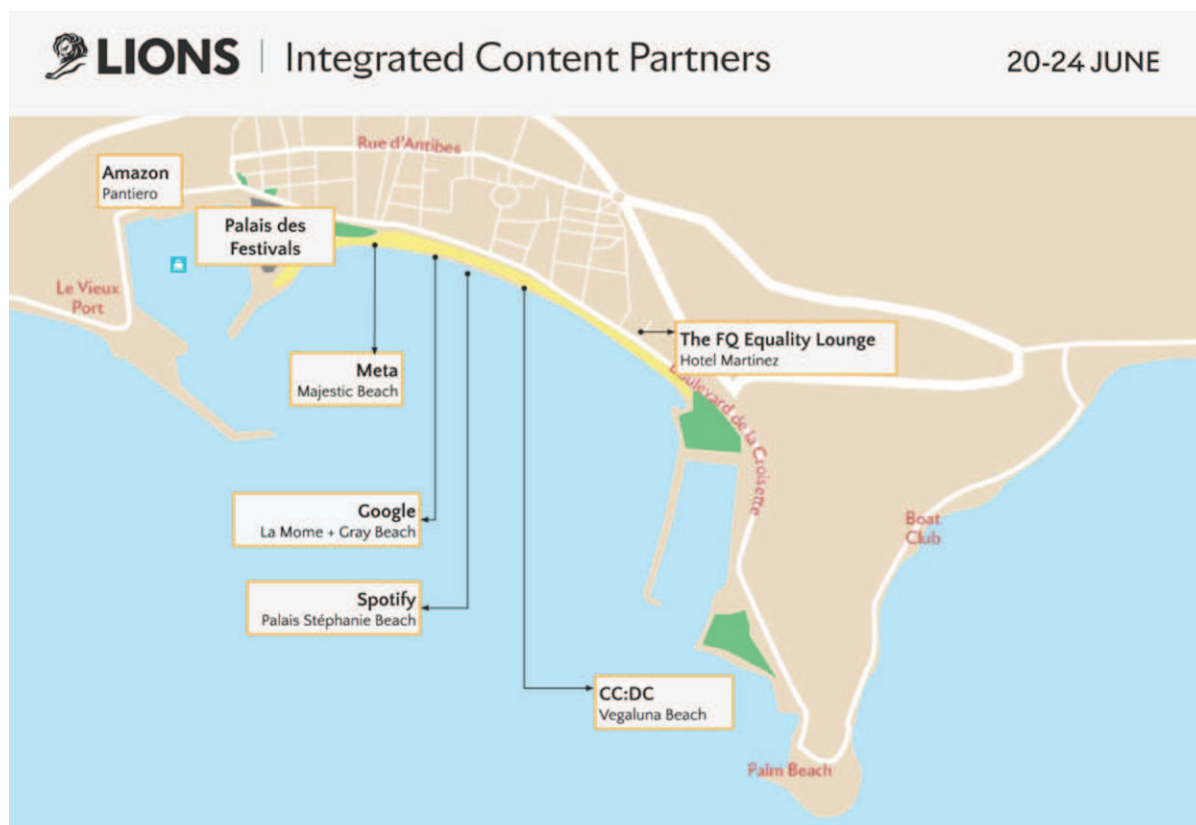 LIONS | Integrated Content Partners
20-24 JUNE
Rue d'Antibes
Amazon
Pantiero
Palais des
Festivals
Le Vieux
Port
The FQ Equality Lounge
Hotel Martinez
Meta
Majestic Beach
Boulevard de la Croisette
Google
La Mome + Gray Beach
Boat
Club
Spotify
Palais Stéphanie Beach
CC:DC
Vegaluna Beach
Palm Beach